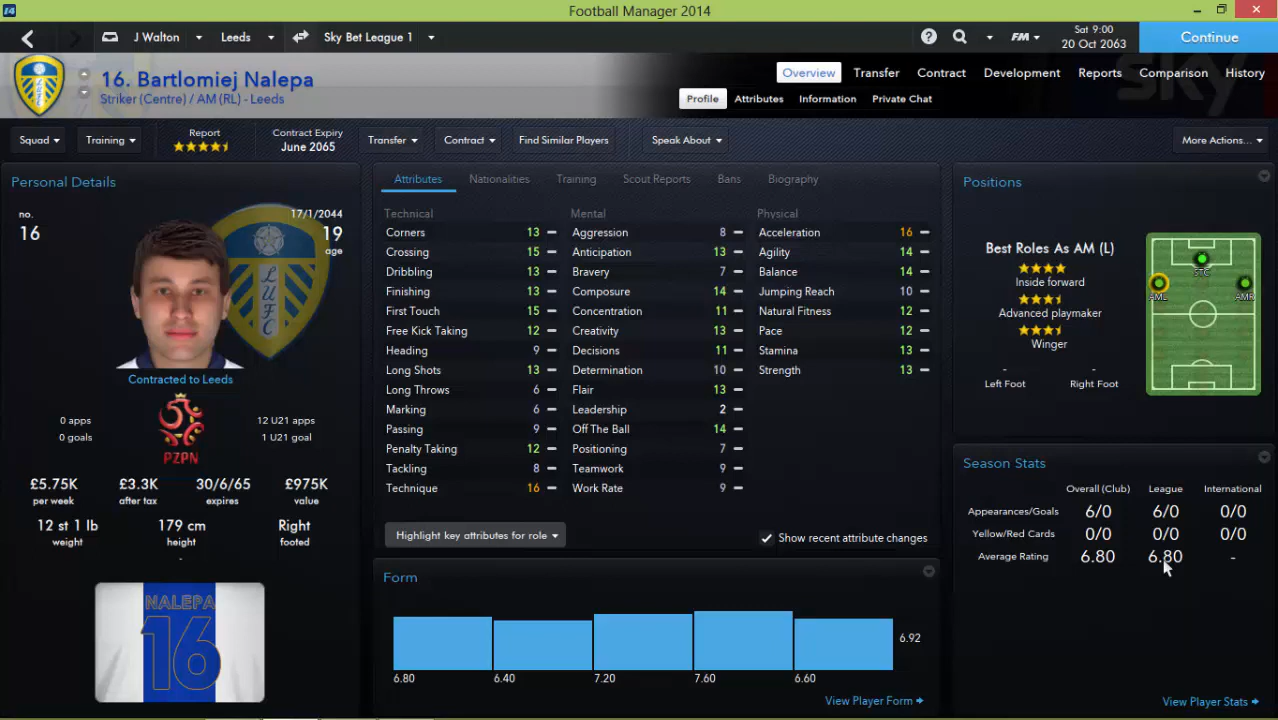 Football Manager 2014
J Walton Leeds Sky Bet League 1 FM Sat 9:00 Continue
20 Oct 2063
16. Bartlomiej Nalepa
Striker (Centre) / AM (RL) - Leeds
Overview Transfer Contract Development Reports Comparison History
Profile Attributes Information Private Chat
Squad Training Report Contract Expiry June 2065 Transfer Contract Find Similar Players Speak About More Actions...
Personal Details
no. 17/1/2044
16 19
age
LUFC
Contracted to Leeds
0 apps 12 U21 apps
0 goals 1 U21 goal
PZPN
£5.75K £3.3K 30/6/65 £975K
per week after tax expires value
12 st 1 lb 179 cm Right
weight height footed
-
NALEPA
16
Attributes Nationalities Training Scout Reports Bans Biography
Technical Mental Physical
Corners 13 Aggression 8 Acceleration 16
Crossing 15 Anticipation 13 Agility 14
Dribbling 13 Bravery 7 Balance 14
Finishing 13 Composure 14 Jumping Reach 10
First Touch 15 Concentration 11 Natural Fitness 12
Free Kick Taking 12 Creativity 13 Pace 12
Heading 9 Decisions 11 Stamina 13
Long Shots 13 Determination 10 Strength 13
Long Throws 6 Flair 13
Marking 6 Leadership 2
Passing 9 Off The Ball 14
Penalty Taking 12 Positioning 7
Tackling 8 Teamwork 9
Technique 16 Work Rate 9
Highlight key attributes for role Show recent attribute changes
Form
6.92
6.80 6.40 7.20 7.60 6.60
View Player Form
Positions
Best Roles As AM (L)
Inside forward
Advanced playmaker
Winger
- -
Left Foot Right Foot
STC
AML AMR
Season Stats
Overall (Club) League International
Appearances/Goals 6/0 6/0 0/0
Yellow/Red Cards 0/0 0/0 0/0
Average Rating 6.80 6.80 -
View Player Stats